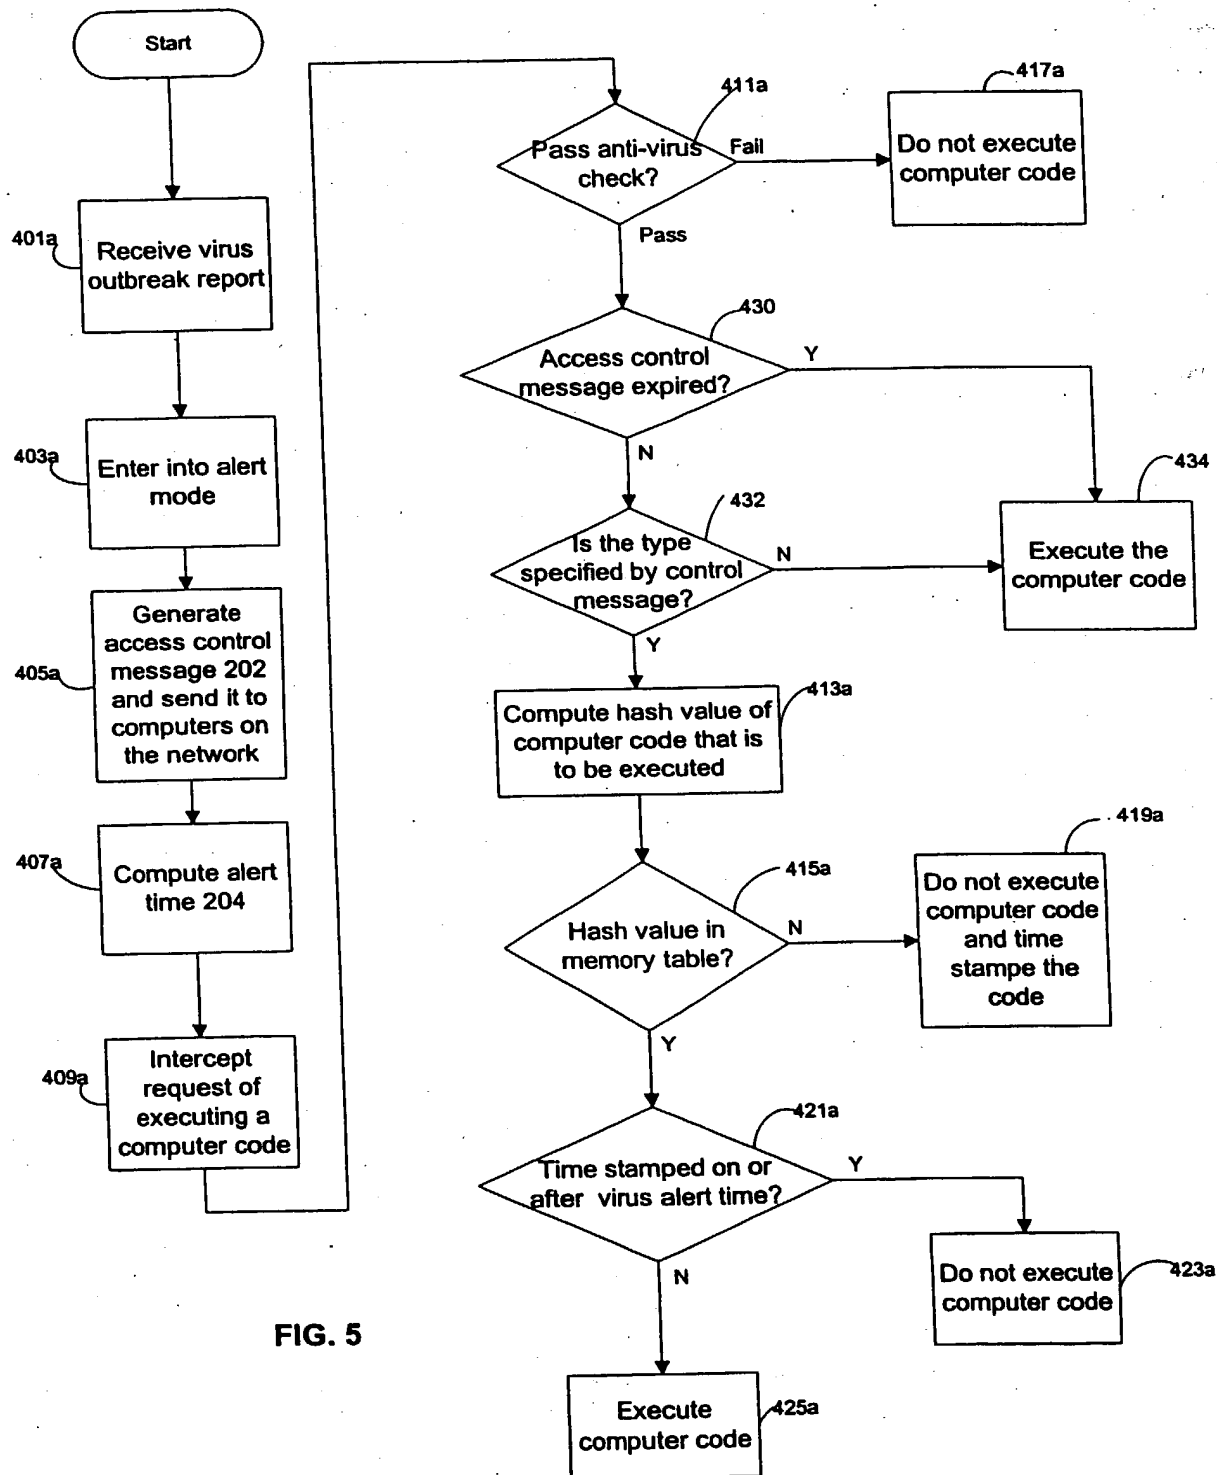 Start
401a
Receive virus
outbreak report
403a
Enter into alert
mode
405a
Generate
access control
message 202
and send it to
computers on
the network
407a
Compute alert
time 204
409a
Intercept
request of
executing a
computer code
411a
Pass anti-virus
check?
Fail
417a
Do not execute
computer code
Pass
430
Access control
message expired?
Y
N
432
Is the type
specified by control
message?
N
434
Execute the
computer code
Y
413a
Compute hash value of
computer code that is
to be executed
415a
Hash value in
memory table?
N
419a
Do not execute
computer code
and time
stampe the
code
Y
421a
Time stamped on or
after virus alert time?
Y
423a
Do not execute
computer code
N
425a
Execute
computer code
FIG. 5